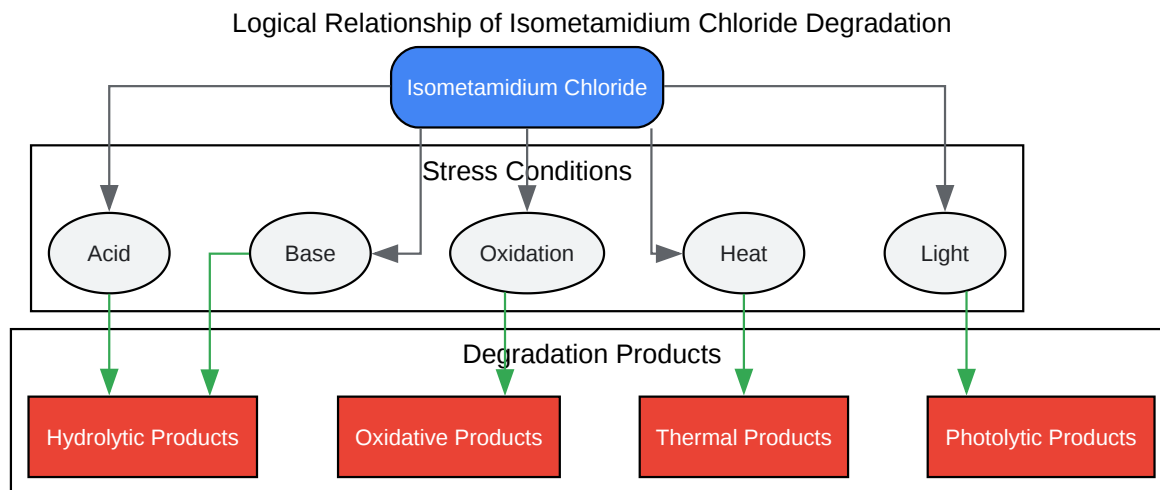 Logical Relationship of Isometamidium Chloride Degradation
Isometamidium Chloride
Stress Conditions
Acid
Base
Oxidation
Heat
Light
Degradation Products
Hydrolytic Products
Oxidative Products
Thermal Products
Photolytic Products